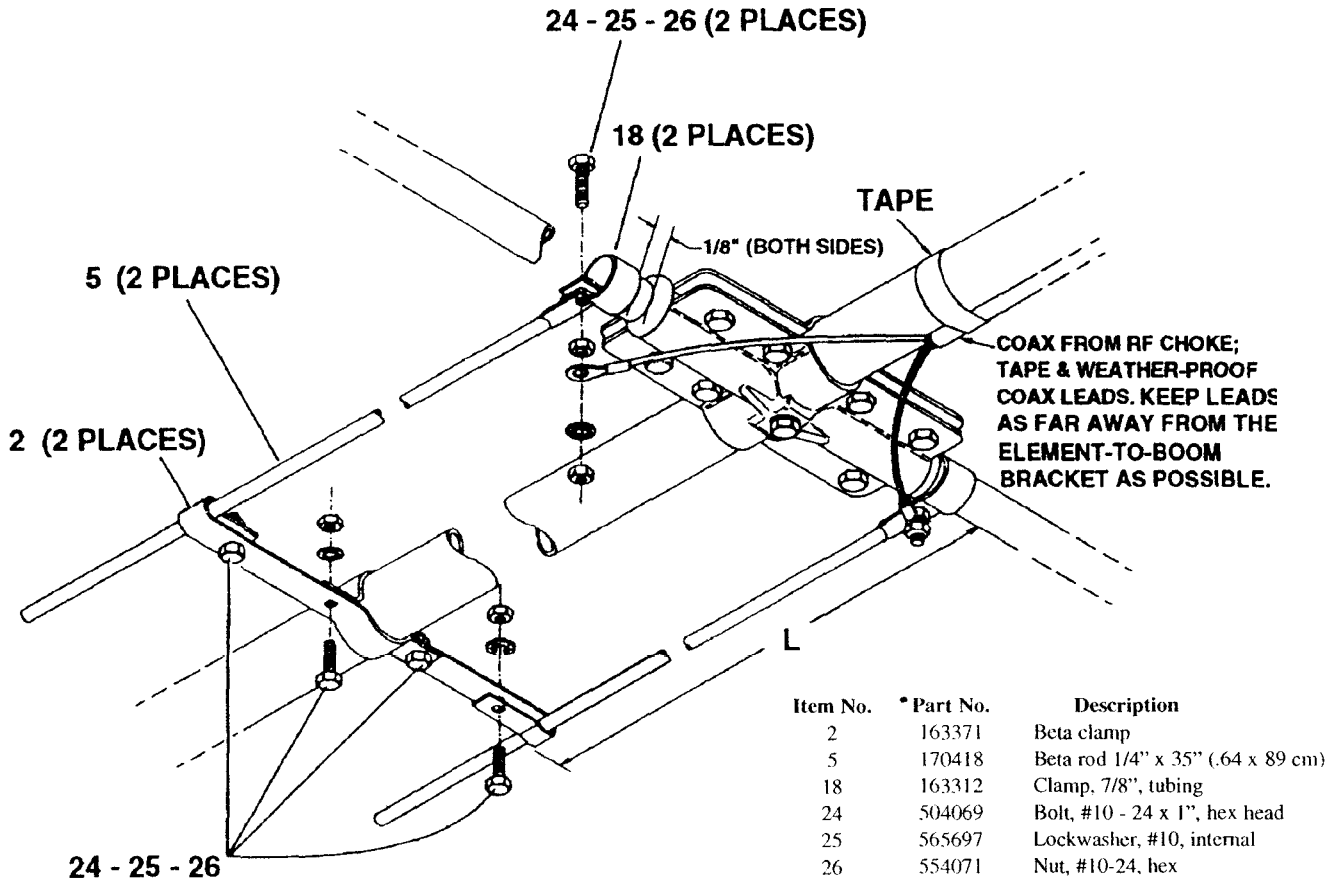 24 - 25 - 26 (2 PLACES)
18 (2 PLACES)
TAPE
1/8" (BOTH SIDES)
5 (2 PLACES)
COAX FROM RF CHOKE;
TAPE & WEATHER-PROOF
COAX LEADS. KEEP LEADS
AS FAR AWAY FROM THE
ELEMENT-TO-BOOM
BRACKET AS POSSIBLE.
2 (2 PLACES)
L
Item No. *Part No. Description
2 163371 Beta clamp
5 170418 Beta rod 1/4" x 35" (.64 x 89 cm)
18 163312 Clamp, 7/8", tubing
24 504069 Bolt, #10 - 24 x 1", hex head
25 565697 Lockwasher, #10, internal
26 554071 Nut, #10-24, hex
24 - 25 - 26